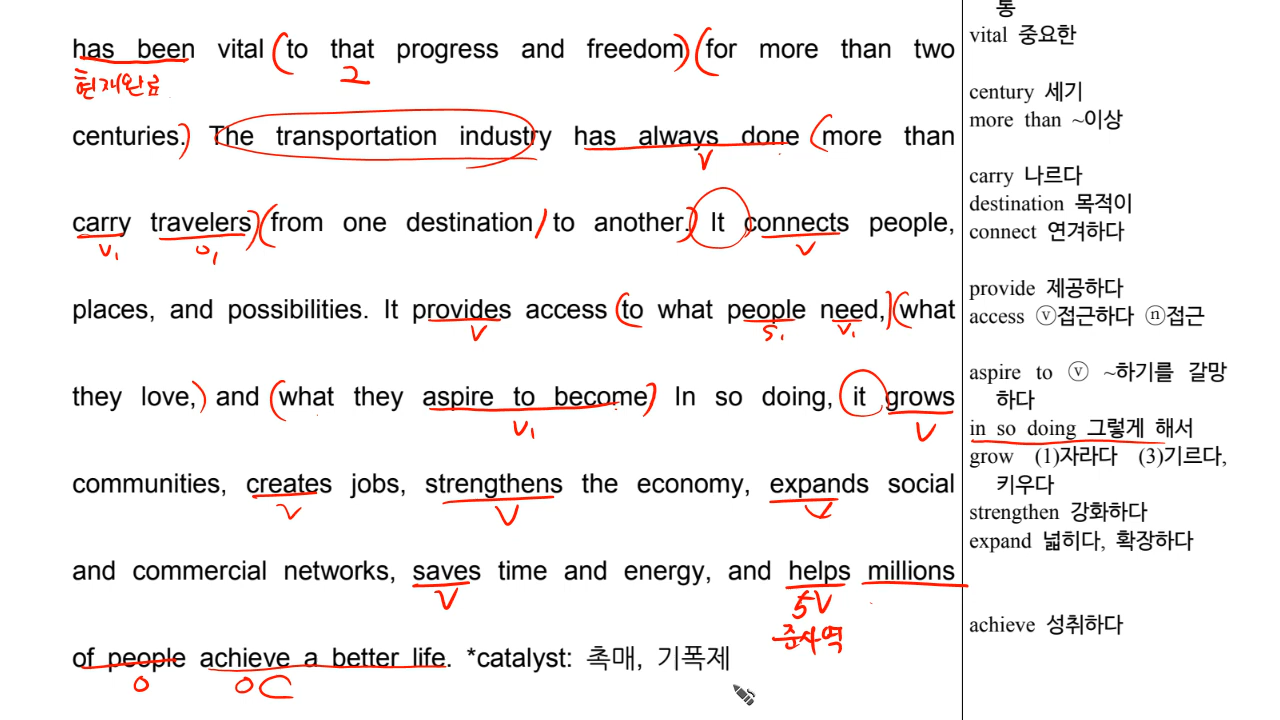 통
has been vital (to that progress and freedom) (for more than two
vital 중요한
2
현재완료
century 세기
more than ~이상
centuries.) The transportation industry has always done (more than
V
carry 나르다
destination 목적이
carry travelers) (from one destination / to another.) It connects people,
connect 연겨하다
V₁ O₁ V
provide 제공하다
places, and possibilities. It provides access (to what people need,) (what
access ⓥ접근하다 ⓝ접근
V S₁ V₁
aspire to ⓥ ~하기를 갈망
하다
they love,) and (what they aspire to become) In so doing, it grows
in so doing 그렇게 해서
V₁ V
grow (1)자라다 (3)기르다,
키우다
communities, creates jobs, strengthens the economy, expands social
V V V
strengthen 강화하다
expand 넓히다, 확장하다
and commercial networks, saves time and energy, and helps millions
V 5V
준사역
achieve 성취하다
of people achieve a better life. *catalyst: 촉매, 기폭제
O OC